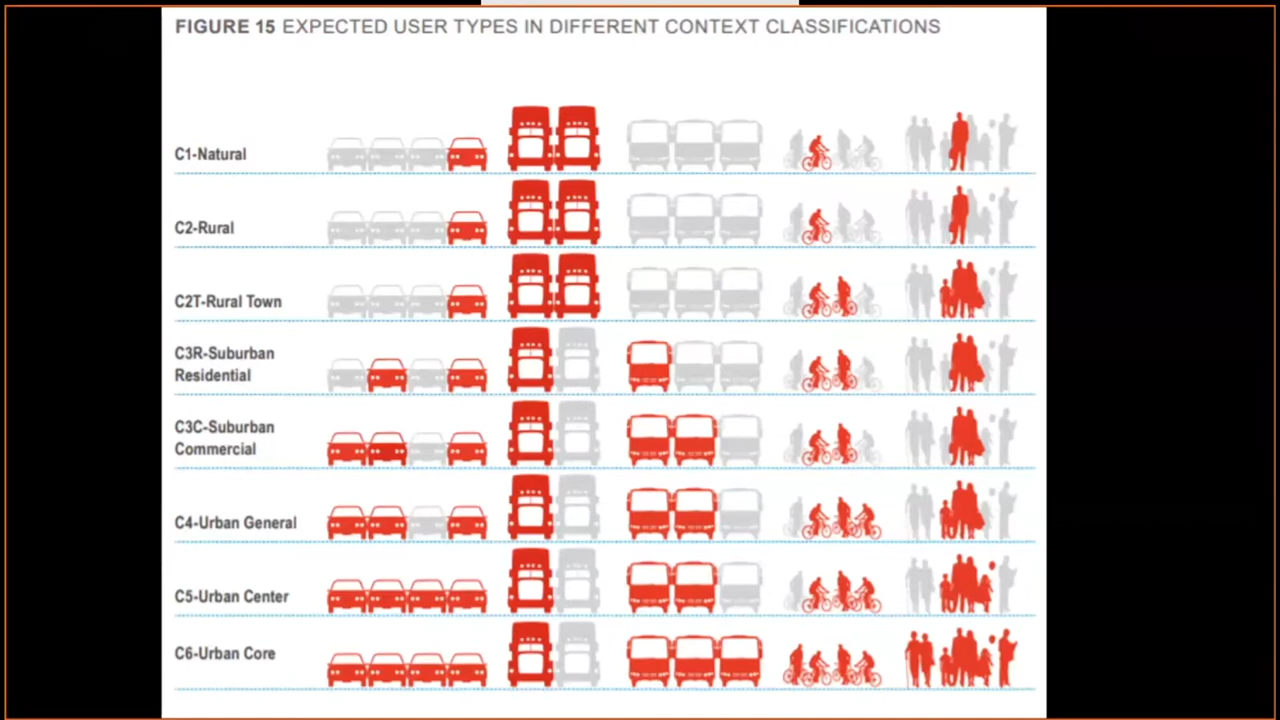 FIGURE 15 EXPECTED USER TYPES IN DIFFERENT CONTEXT CLASSIFICATIONS
C1-Natural
C2-Rural
C2T-Rural Town
C3R-Suburban
Residential
C3C-Suburban
Commercial
C4-Urban General
C5-Urban Center
C6-Urban Core